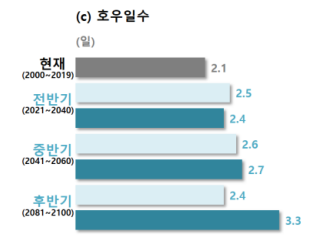 (c) 호우일수
(일)
현재
(2000~2019)
2.1
전반기
(2021~2040)
2.5
2.4
중반기
(2041~2060)
2.6
2.7
후반기
(2081~2100)
2.4
3.3